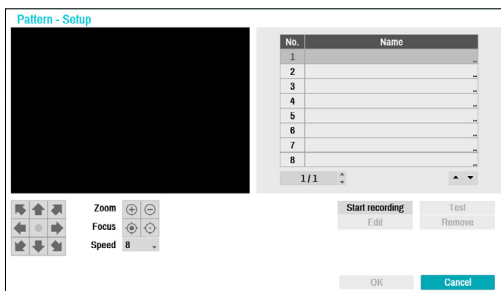 Pattern - Setup
No. Name
1 ...
2 ...
3 ...
4 ...
5 ...
6 ...
7 ...
8 ...
1/1
Zoom
Focus
Speed 8
Start recording Test
Edit Remove
OK Cancel